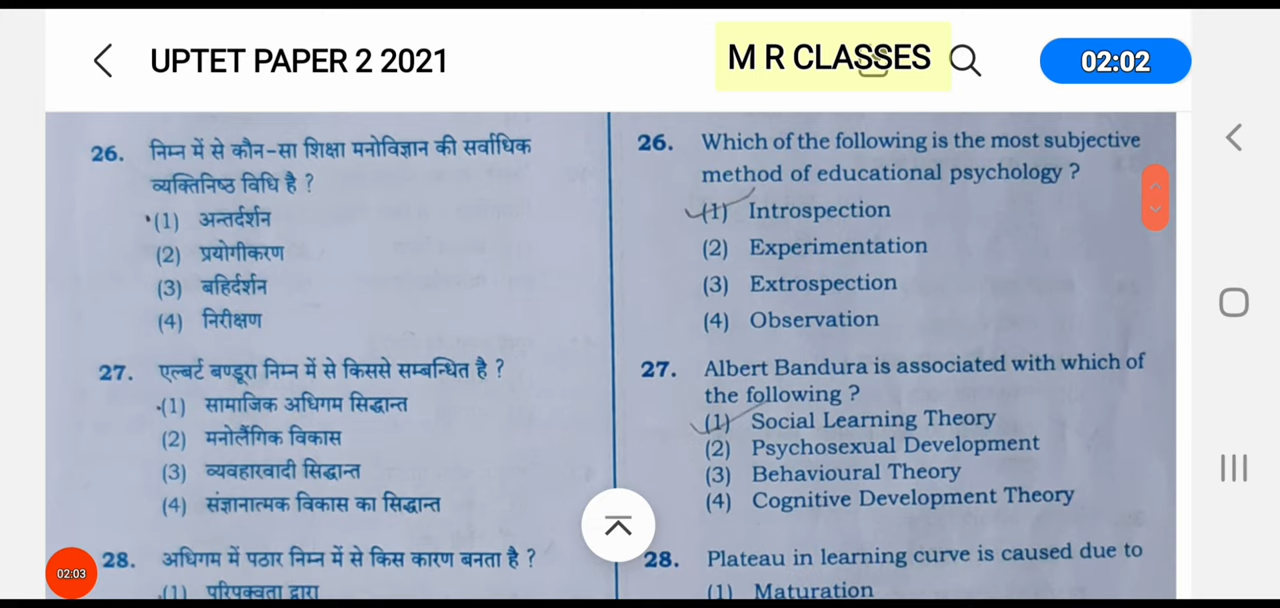 UPTET PAPER 2 2021
M R CLASSES
02:02
26. निम्न में से कौन-सा शिक्षा मनोविज्ञान की सर्वाधिक
व्यक्तिनिष्ठ विधि है ?
(1) अन्तर्दर्शन
(2) प्रयोगीकरण
(3) बहिर्दर्शन
(4) निरीक्षण
27. एल्बर्ट बण्डूरा निम्न में से किससे सम्बन्धित है ?
(1) सामाजिक अधिगम सिद्धान्त
(2) मनोलैंगिक विकास
(3) व्यवहारवादी सिद्धान्त
(4) संज्ञानात्मक विकास का सिद्धान्त
28. अधिगम में पठार निम्न में से किस कारण बनता है ?
(1) परिपक्वता द्वारा
26. Which of the following is the most subjective
method of educational psychology ?
(1) Introspection
(2) Experimentation
(3) Extrospection
(4) Observation
27. Albert Bandura is associated with which of
the following ?
(1) Social Learning Theory
(2) Psychosexual Development
(3) Behavioural Theory
(4) Cognitive Development Theory
28. Plateau in learning curve is caused due to
(1) Maturation
02:03